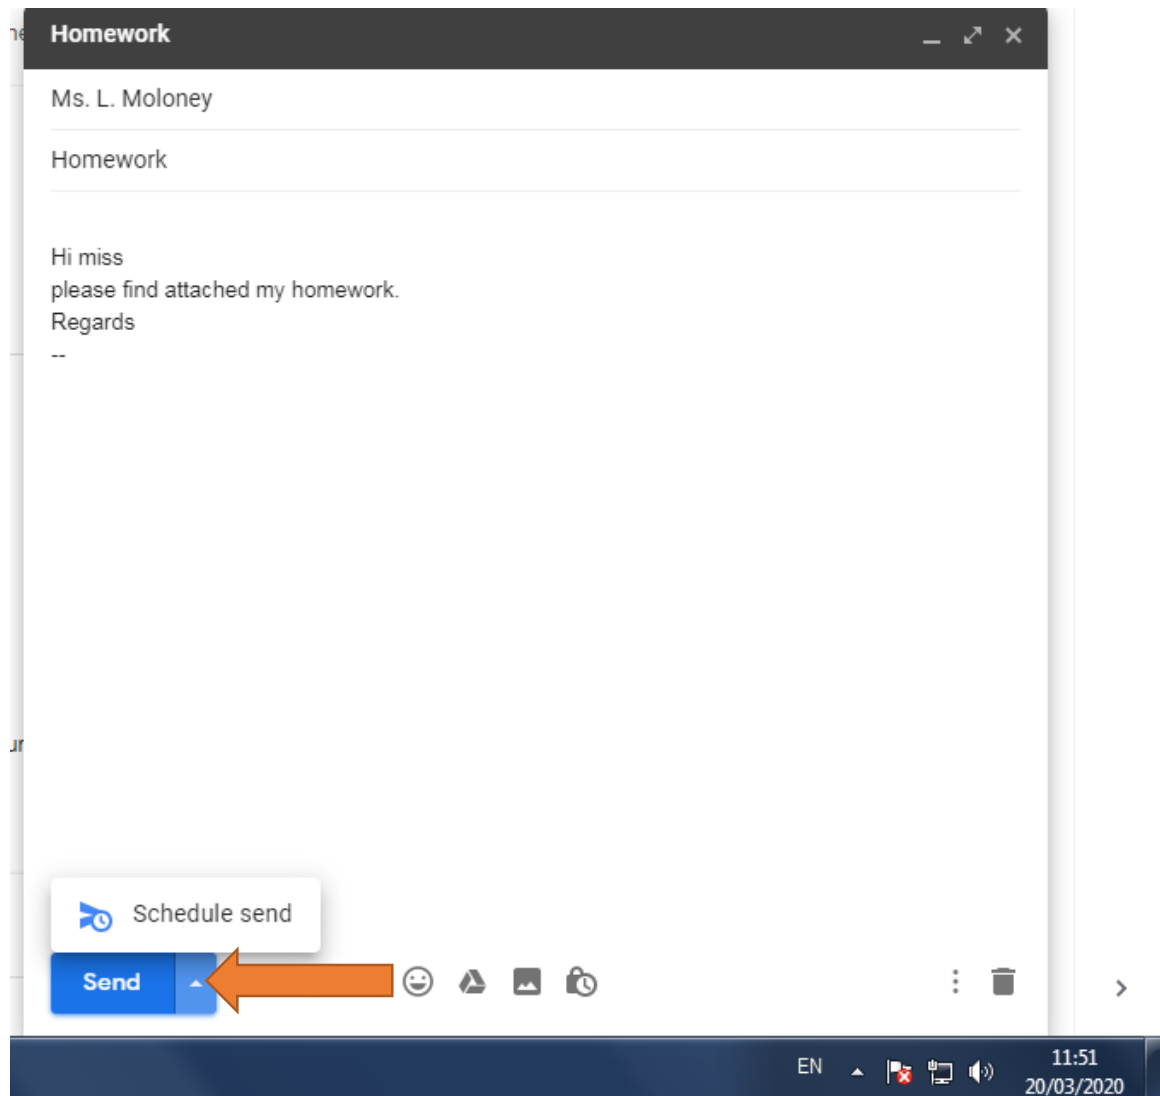 Homework
Ms. L. Moloney
Homework
Hi miss
please find attached my homework.
Regards
--
Schedule send
Send
EN
11:51
20/03/2020